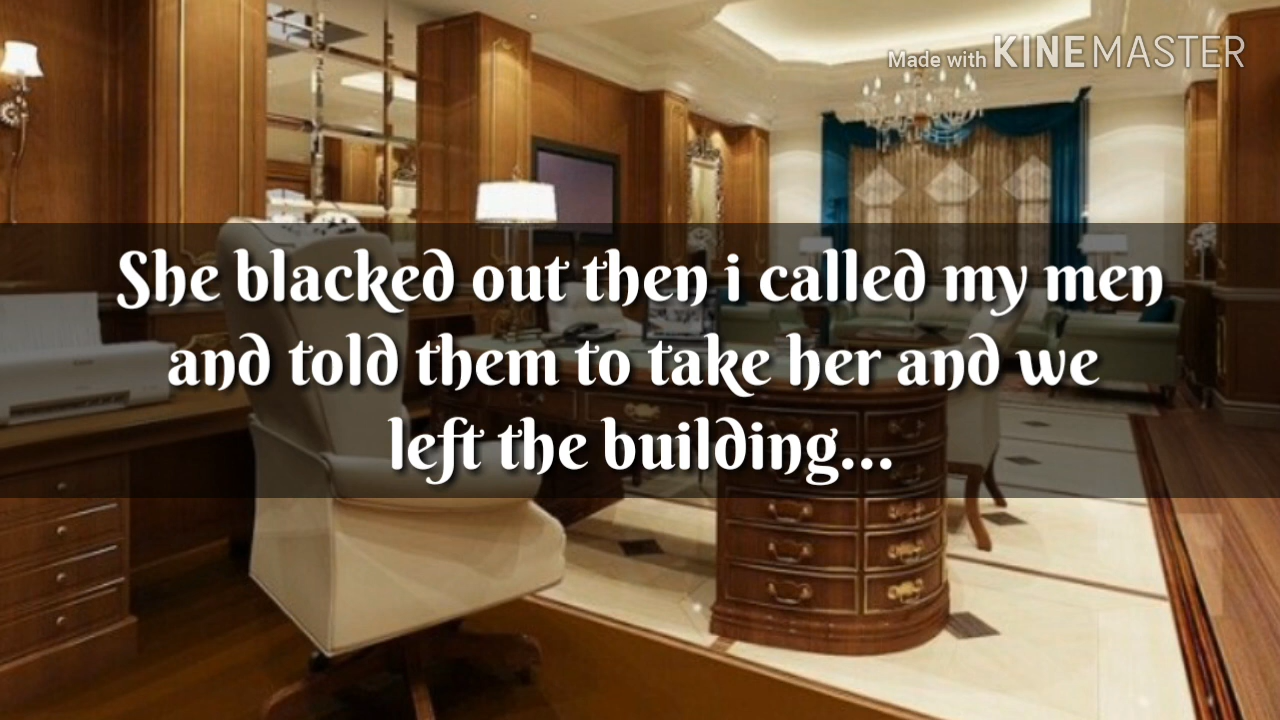 Made with KINEMASTER
She blacked out then i called my men
and told them to take her and we
left the building...